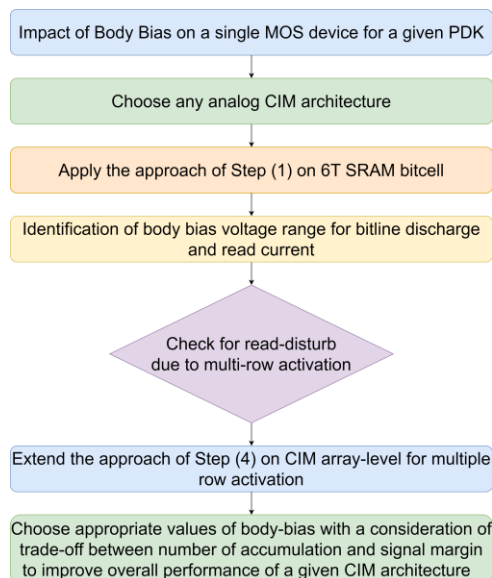 Impact of Body Bias on a single MOS device for a given PDK
Choose any analog CIM architecture
Apply the approach of Step (1) on 6T SRAM bitcell
Identification of body bias voltage range for bitline discharge
and read current
Check for read-disturb
due to multi-row activation
Extend the approach of Step (4) on CIM array-level for multiple
row activation
Choose appropriate values of body-bias with a consideration of
trade-off between number of accumulation and signal margin
to improve overall performance of a given CIM architecture